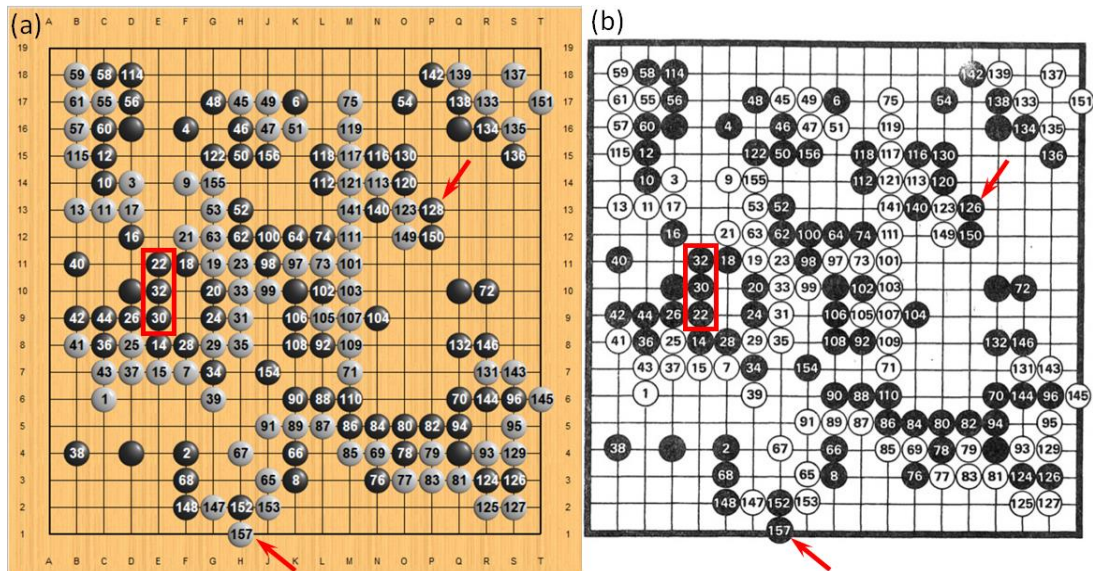 (a)
A B C D E F G H J K L M N O P Q R S T
19
18 59 58 114 142 139 137
17 61 55 56 48 45 49 6 75 54 138 133 151
16 57 60 4 46 47 51 119 134 135
15 115 12 122 50 156 118 117 116 130 136
14 10 3 9 155 112 121 113 120
13 13 11 17 53 52 141 140 123 128
12 16 21 63 62 100 64 74 111 149 150
11 40 22 18 19 23 98 97 73 101
10 32 20 33 99 102 103 72
9 42 44 26 30 24 31 106 105 107 104
8 41 36 25 14 28 29 35 108 92 109 132 146
7 43 37 15 7 34 154 71 131 143
6 1 39 90 88 110 70 144 96 145
5 91 89 87 86 84 80 82 94 95
4 38 2 67 66 85 69 78 79 93 129
3 68 65 8 76 77 83 81 124 126
2 148 147 152 153 125 127
1 157
A B C D E F G H J K L M N O P Q R S T
(b)
59 58 114 142 139 137
61 55 56 48 45 49 6 75 54 138 133 151
57 60 4 46 47 51 119 134 135
115 12 122 50 156 118 117 116 130 136
10 3 9 155 112 121 113 120
13 11 17 53 52 141 140 123 126
16 21 63 62 100 64 74 111 149 150
40 32 18 19 23 98 97 73 101
30 20 33 99 102 103 72
42 44 26 22 24 31 106 105 107 104
41 36 25 14 28 29 35 108 92 109 132 146
43 37 15 7 34 154 71 131 143
1 39 90 88 110 70 144 96 145
91 89 87 86 84 80 82 94 95
38 2 67 66 85 69 78 79 93 129
68 65 8 76 77 83 81 124 126
148 147 152 153 125 127
157